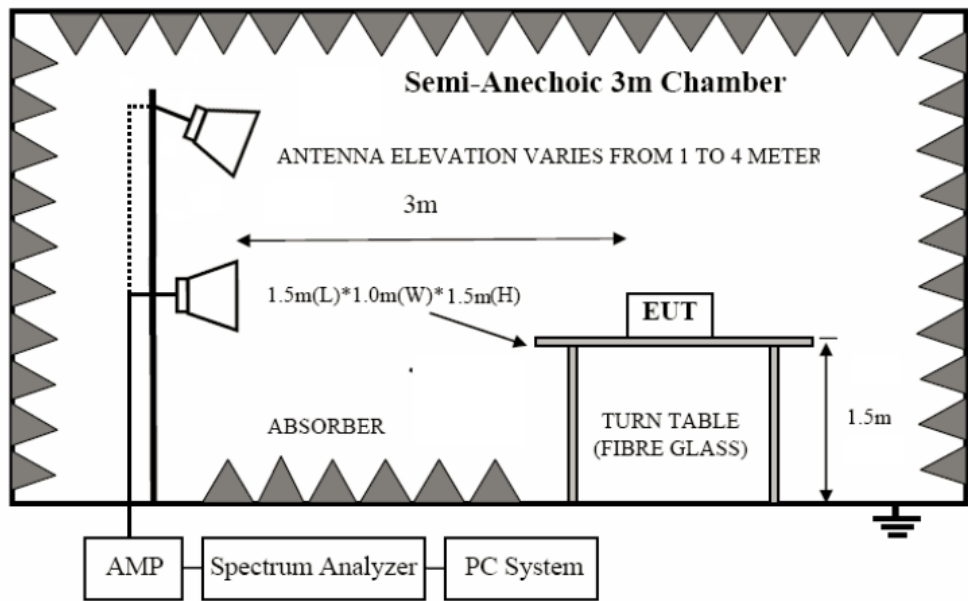 Semi-Anechoic 3m Chamber
ANTENNA ELEVATION VARIES FROM 1 TO 4 METER
3m
1.5m(L)*1.0m(W)*1.5m(H)
EUT
ABSORBER
TURN TABLE
(FIBRE GLASS)
1.5m
AMP
Spectrum Analyzer
PC System